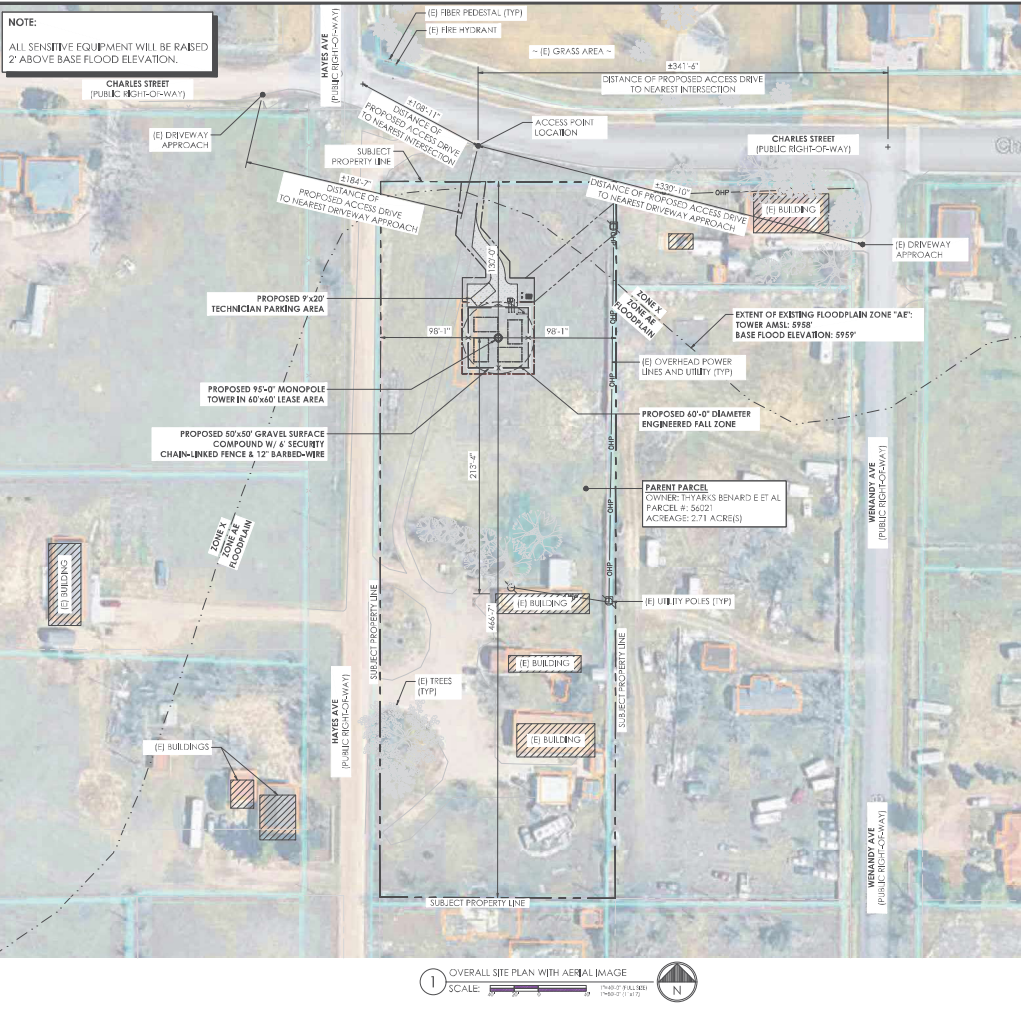 NOTE:
ALL SENSITIVE EQUIPMENT WILL BE RAISED
2' ABOVE BASE FLOOD ELEVATION.
HAYES AVE
(PUBLIC RIGHT-OF-WAY)
(E) FIBER PEDESTAL (TYP)
(E) FIRE HYDRANT
~ (E) GRASS AREA ~
±341'-6"
DISTANCE OF PROPOSED ACCESS DRIVE
TO NEAREST INTERSECTION
CHARLES STREET
(PUBLIC RIGHT-OF-WAY)
±108'-11"
DISTANCE OF
PROPOSED ACCESS DRIVE
TO NEAREST INTERSECTION
ACCESS POINT
LOCATION
(E) DRIVEWAY
APPROACH
SUBJECT
PROPERTY LINE
CHARLES STREET
(PUBLIC RIGHT-OF-WAY)
Ch
±184'-7"
DISTANCE OF
PROPOSED ACCESS DRIVE
TO NEAREST DRIVEWAY APPROACH
±330'-10"
DISTANCE OF PROPOSED ACCESS DRIVE
TO NEAREST DRIVEWAY APPROACH
OHP
(E) BUILDING
OHP
(E) DRIVEWAY
APPROACH
130'-0"
PROPOSED 9'x20'
TECHNICIAN PARKING AREA
ZONE X
ZONE AE
FLOODPLAIN
EXTENT OF EXISTING FLOODPLAIN ZONE "AE":
TOWER AMSL: 5958'
BASE FLOOD ELEVATION: 5959'
98'-1"
98'-1"
(E) OVERHEAD POWER
LINES AND UTILITY (TYP)
OHP
PROPOSED 95'-0" MONOPOLE
TOWER IN 60'x60' LEASE AREA
PROPOSED 60'-0" DIAMETER
ENGINEERED FALL ZONE
PROPOSED 50'x50' GRAVEL SURFACE
COMPOUND W/ 6' SECURITY
CHAIN-LINKED FENCE & 12" BARBED-WIRE
OHP
213'-4"
PARENT PARCEL
OWNER: THYARKS BENARD E ET AL
PARCEL #: 56021
ACREAGE: 2.71 ACRE(S)
OHP
WENANDY AVE
(PUBLIC RIGHT-OF-WAY)
ZONE X
ZONE AE
FLOODPLAIN
(E) BUILDING
OHP
(E) BUILDING
(E) UTILITY POLES (TYP)
466'-7"
SUBJECT PROPERTY LINE
SUBJECT PROPERTY LINE
(E) BUILDING
(E) TREES
(TYP)
HAYES AVE
(PUBLIC RIGHT-OF-WAY)
(E) BUILDING
(E) BUILDINGS
WENANDY AVE
(PUBLIC RIGHT-OF-WAY)
SUBJECT PROPERTY LINE
1
OVERALL SITE PLAN WITH AERIAL IMAGE
SCALE:
N